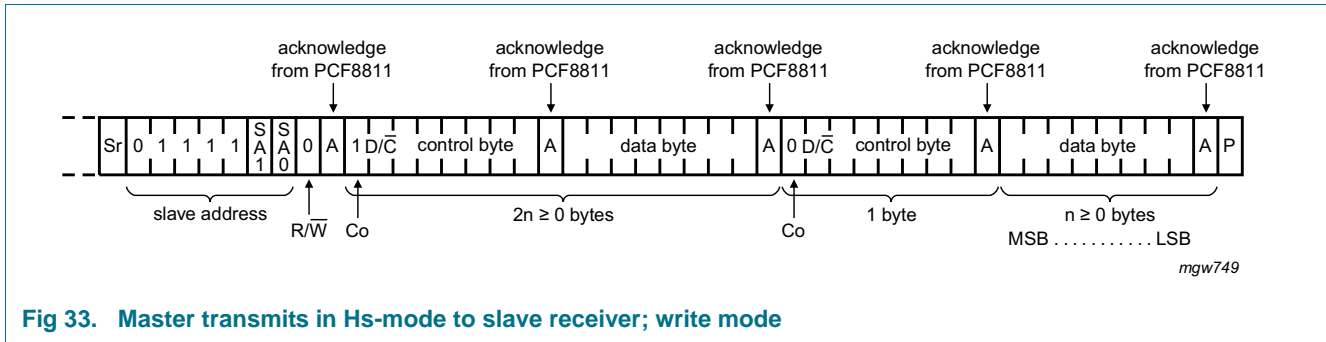 acknowledge acknowledge acknowledge acknowledge acknowledge
from PCF8811 from PCF8811 from PCF8811 from PCF8811 from PCF8811
Sr 0 1 1 1 1 SA1 SA0 0 A 1 D/C̅ control byte A data byte A 0 D/C̅ control byte A data byte A P
slave address 2n ≥ 0 bytes 1 byte n ≥ 0 bytes
R/W̅ Co Co MSB . . . . . . . . . . . LSB
mgw749
Fig 33. Master transmits in Hs-mode to slave receiver; write mode